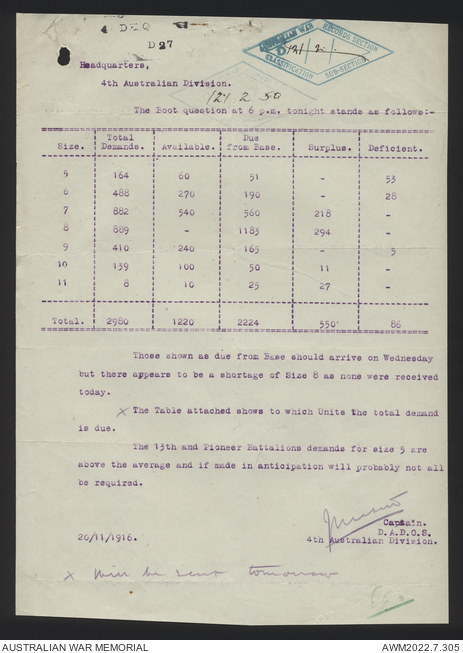 4 DEQ
D 27
WAR RECORDS SECTION
121/2
CLASSIFICATION SUB-SECTION
Headquarters,
4th Australian Division.
121 2 50
The Boot question at 6 p.m. tonight stands as follows:-
Size. Total Demands. Available. Due from Base. Surplus. Deficient.
5 164 60 51 - 53
6 488 270 190 - 28
7 882 540 560 218 -
8 889 - 1183 294 -
9 410 240 165 - 5
10 139 100 50 11 -
11 8 10 25 27 -
Total. 2980 1220 2224 550 86
Those shown as due from Base should arrive on Wednesday
but there appears to be a shortage of Size 8 as none were received
today.
x The Table attached shows to which Units the total demand
is due.
The 13th and Pioneer Battalions demands for size 5 are
above the average and if made in anticipation will probably not all
be required.
Captain.
D.A.D.O.S.
20/11/1916. 4th Australian Division.
x Will be sent tomorrow
AUSTRALIAN WAR MEMORIAL AWM2022.7.305